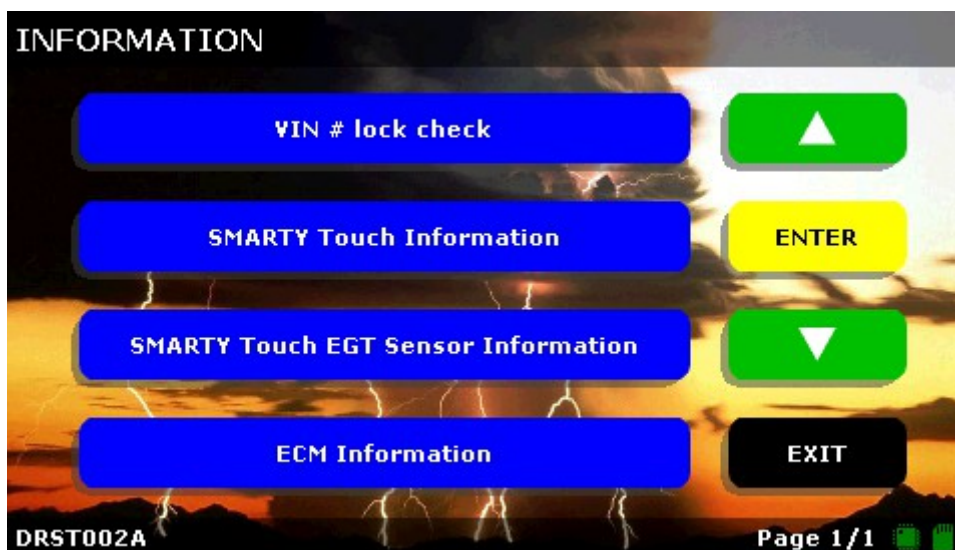 INFORMATION
VIN # lock check
SMARTY Touch Information
ENTER
SMARTY Touch EGT Sensor Information
ECM Information
EXIT
DRST002A
Page 1/1